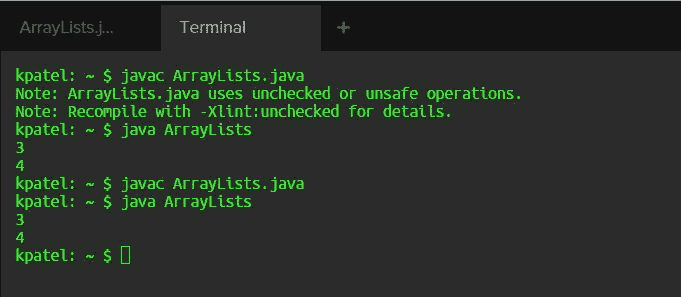 ArrayLists.j...
Terminal
+
kpatel: ~ $ javac ArrayLists.java
Note: ArrayLists.java uses unchecked or unsafe operations.
Note: Recompile with -Xlint:unchecked for details.
kpatel: ~ $ java ArrayLists
3
4
kpatel: ~ $ javac ArrayLists.java
kpatel: ~ $ java ArrayLists
3
4
kpatel: ~ $